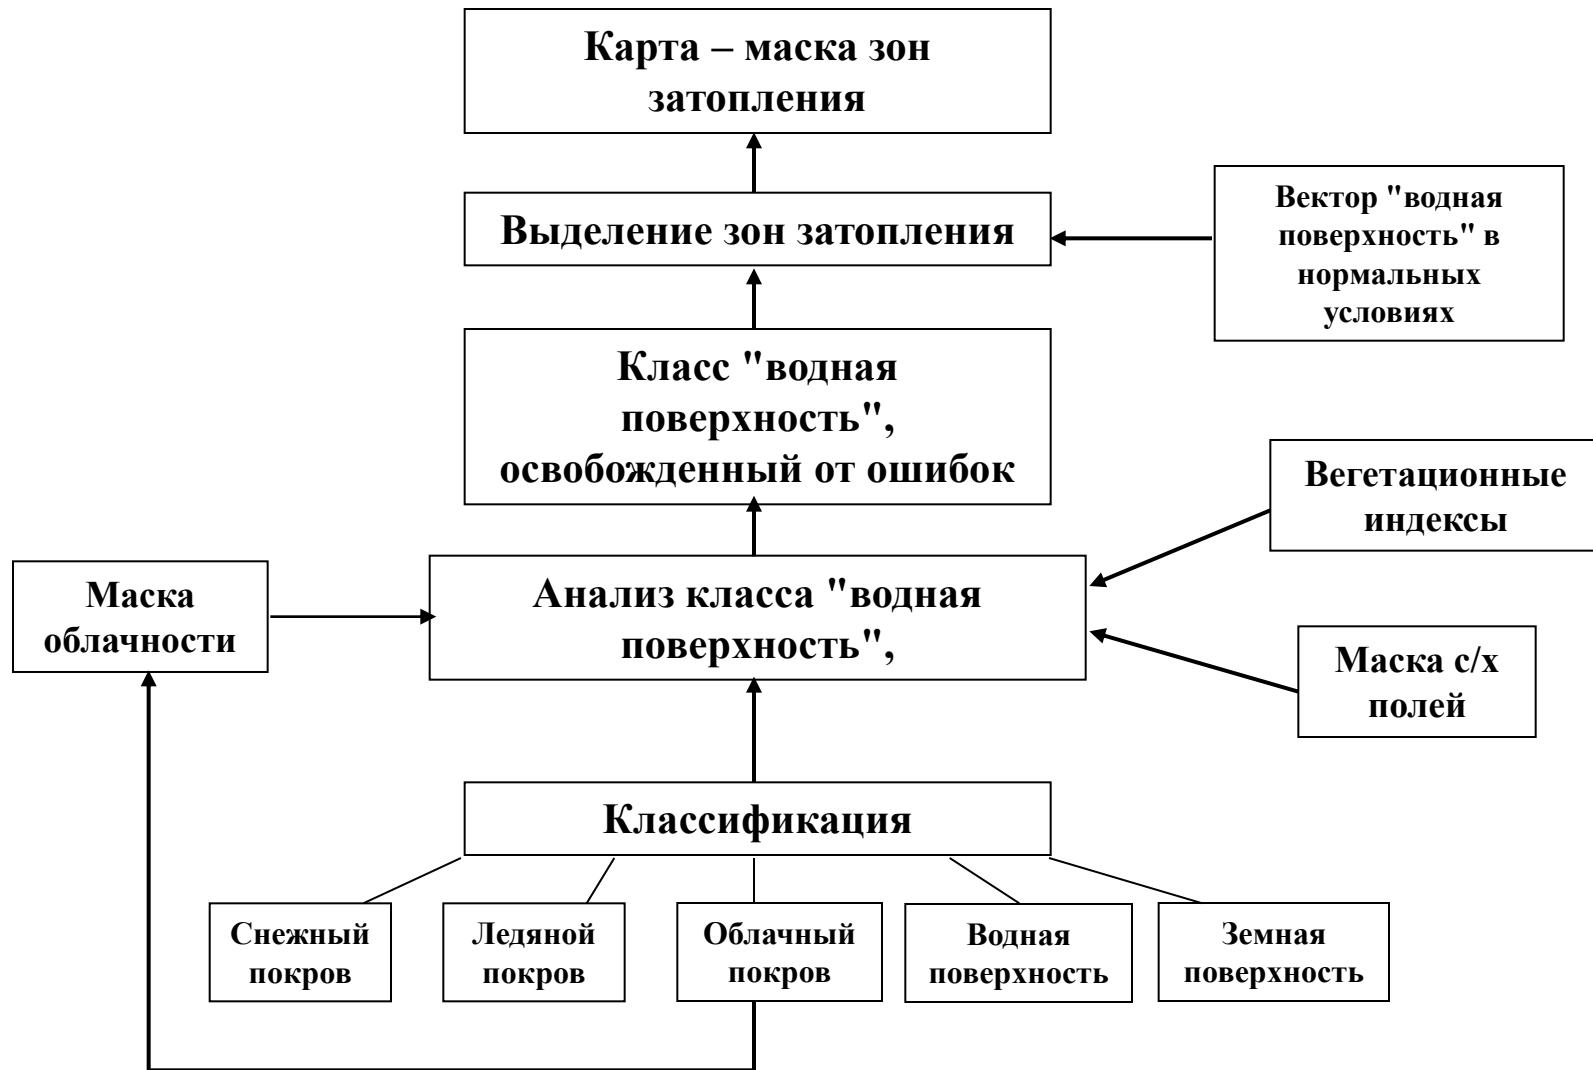 Карта – маска зон
затопления
Выделение зон затопления
Вектор "водная
поверхность" в
нормальных
условиях
Класс "водная
поверхность",
освобожденный от ошибок
Вегетационные
индексы
Маска
облачности
Анализ класса "водная
поверхность",
Маска с/х
полей
Классификация
Снежный
покров
Ледяной
покров
Облачный
покров
Водная
поверхность
Земная
поверхность